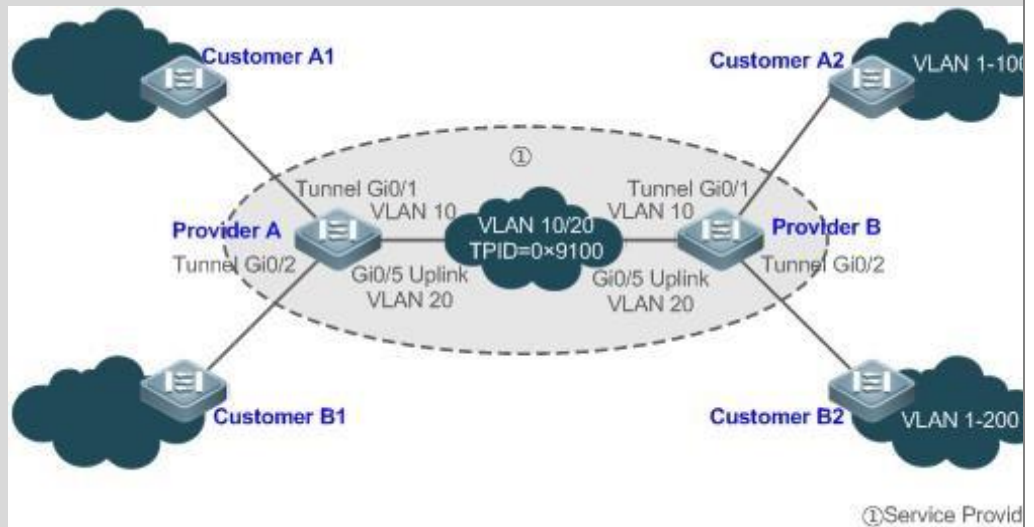 Customer A1
Customer A2
VLAN 1-100
①
Tunnel Gi0/1
VLAN 10
Tunnel Gi0/1
VLAN 10
Provider A
VLAN 10/20
TPID=0×9100
Provider B
Tunnel Gi0/2
Gi0/5 Uplink
VLAN 20
Gi0/5 Uplink
VLAN 20
Tunnel Gi0/2
Customer B1
Customer B2
VLAN 1-200
①Service Provid